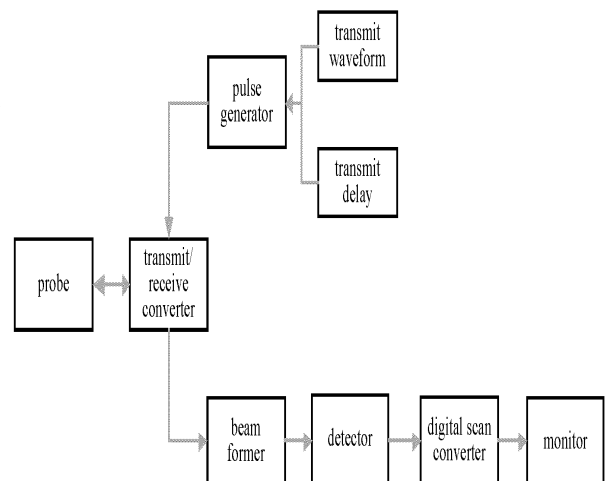 transmit
waveform
pulse
generator
transmit
delay
probe
transmit/
receive
converter
beam
former
detector
digital scan
converter
monitor